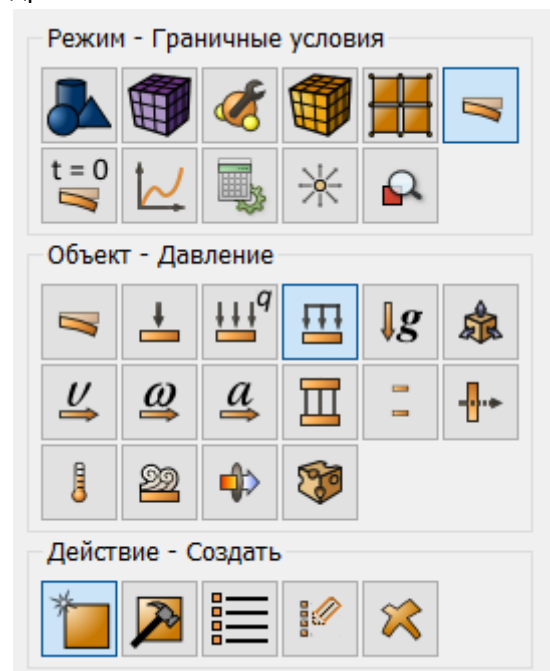 Режим - Граничные условия
t = 0
Объект - Давление
q
g
υ ω a
Действие - Создать